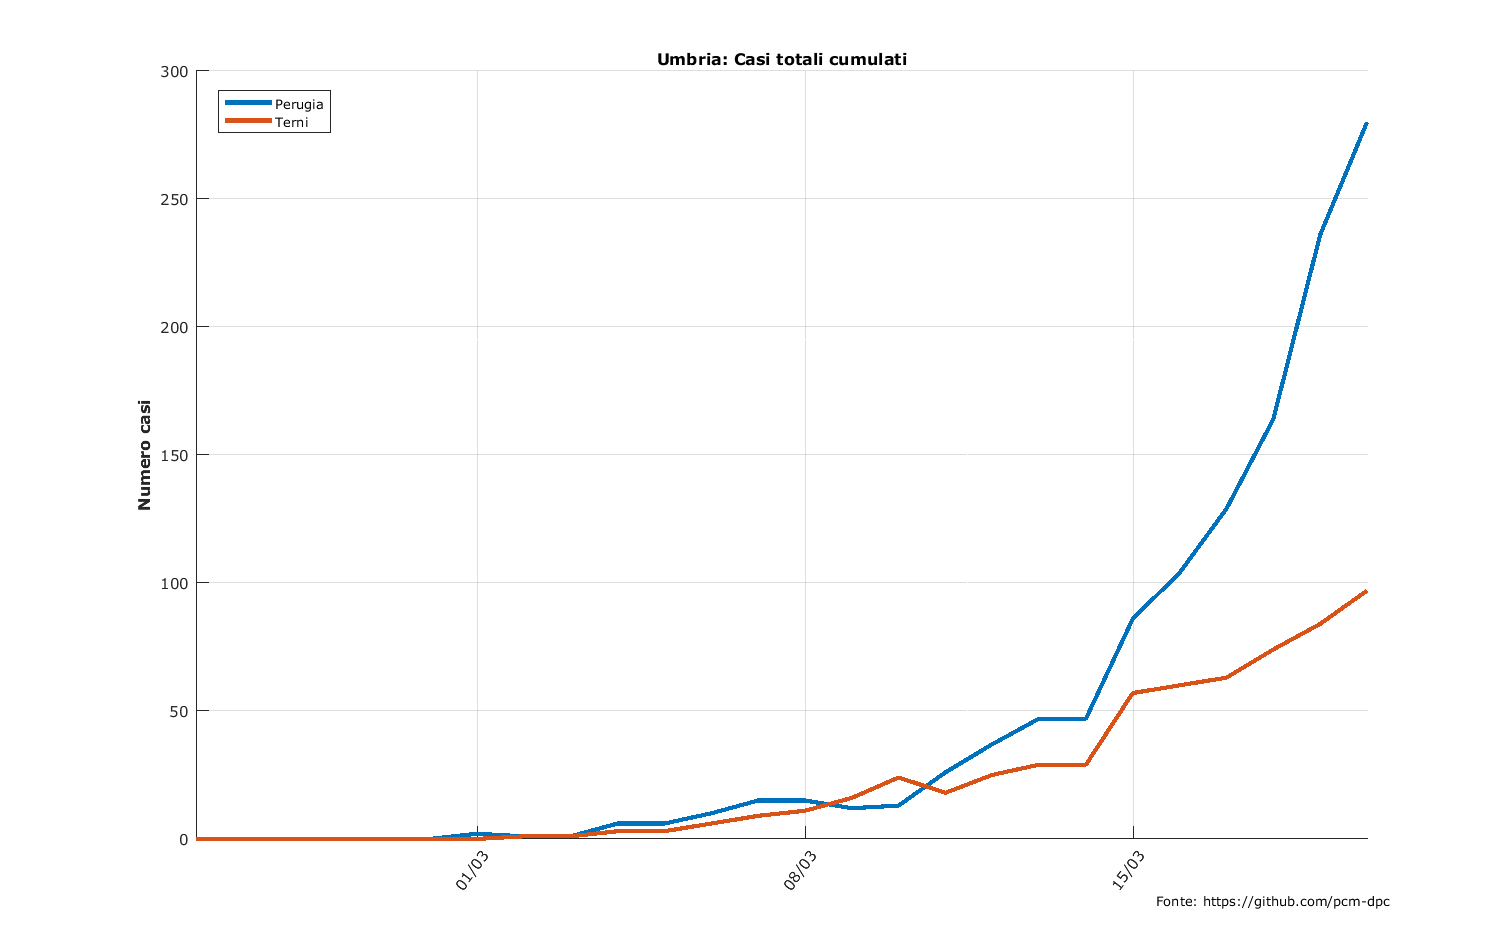 Umbria: Casi totali cumulati
Perugia
Terni
Numero casi
300
250
200
150
100
50
0
01/03
08/03
15/03
Fonte: https://github.com/pcm-dpc